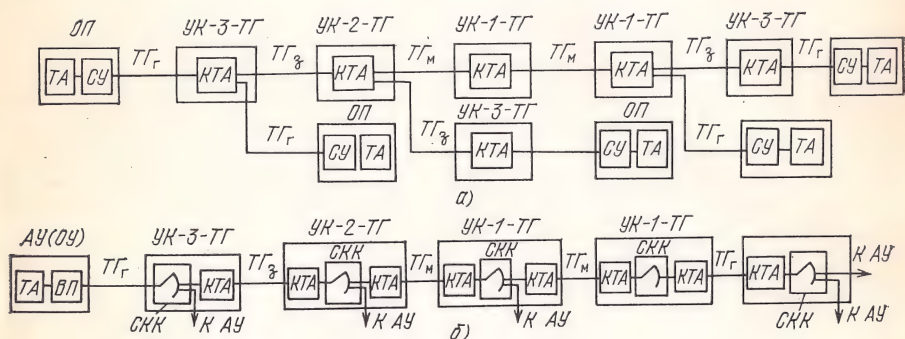 ОП УК-3-ТГ УК-2-ТГ УК-1-ТГ УК-1-ТГ УК-3-ТГ
ТА СУ ТГг КТА ТГз КТА ТГм КТА ТГм КТА ТГз КТА ТГг СУ ТА
ОП УК-3-ТГ ОП
ТГг СУ ТА ТГз КТА СУ ТА ТГг СУ ТА
а)
АУ(ОУ) УК-3-ТГ УК-2-ТГ УК-1-ТГ УК-1-ТГ
СКК СКК СКК
ТА ВП ТГг КТА ТГз КТА КТА ТГм КТА КТА ТГм КТА КТА ТГг КТА К АУ
СКК К АУ К АУ К АУ СКК К АУ
б)